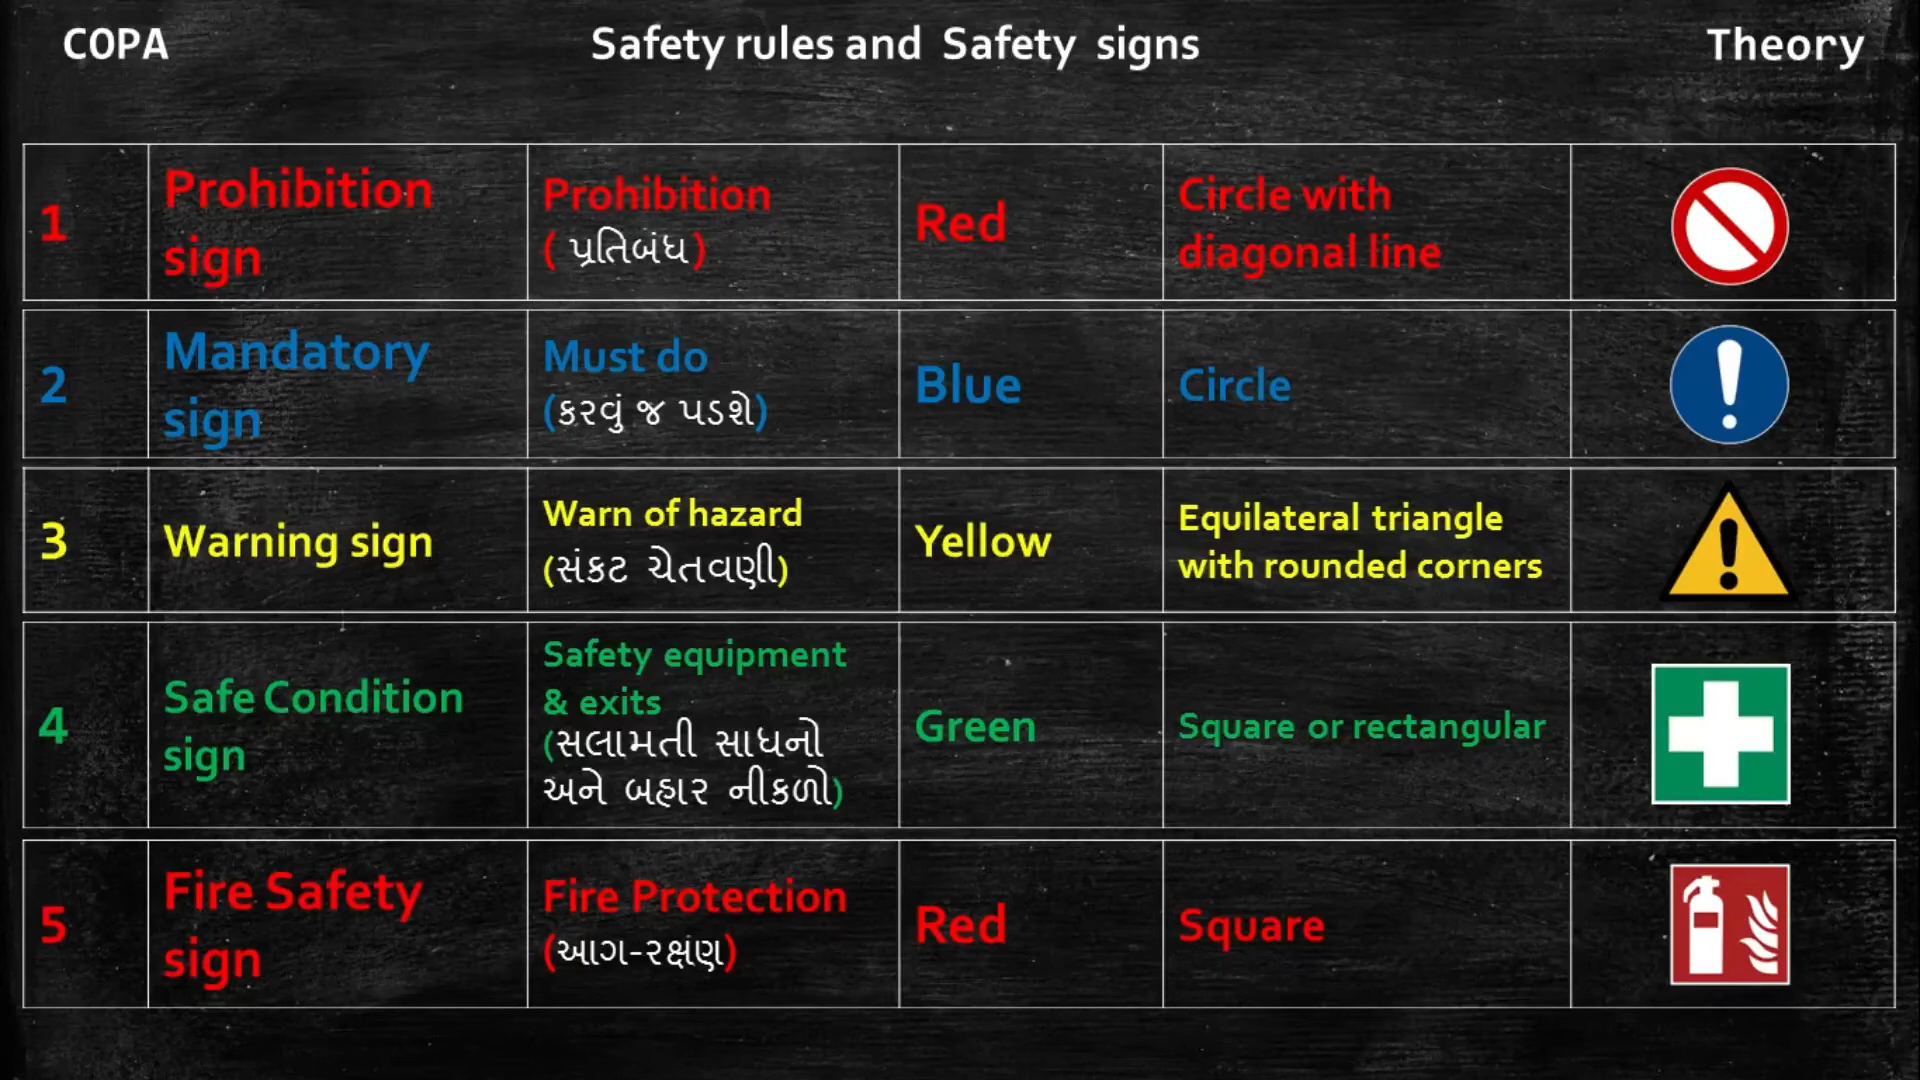 COPA Safety rules and Safety signs Theory
1
Prohibition
sign
Prohibition
( પ્રતિબંધ )
Red
Circle with
diagonal line
2
Mandatory
sign
Must do
(કરવું જ પડશે)
Blue
Circle
3
Warning sign
Warn of hazard
(સંકટ ચેતવણી)
Yellow
Equilateral triangle
with rounded corners
4
Safe Condition
sign
Safety equipment
& exits
(સલામતી સાધનો
અને બહાર નીકળો)
Green
Square or rectangular
5
Fire Safety
sign
Fire Protection
(આગ-રક્ષંણ)
Red
Square